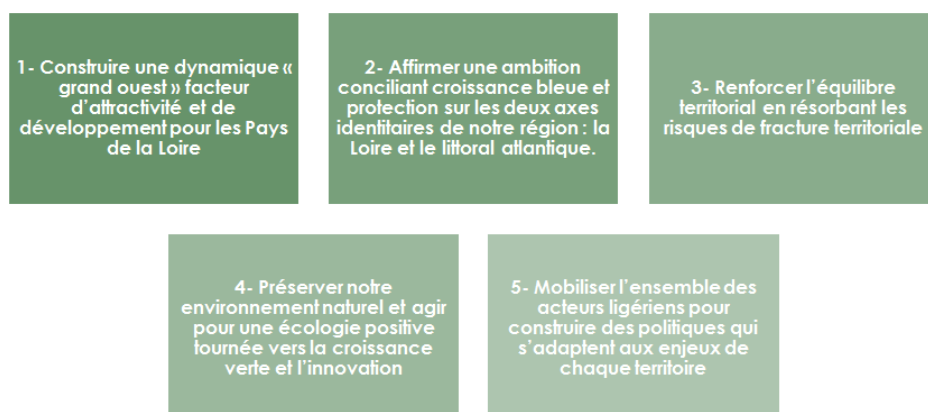 1- Construire une dynamique «
grand ouest » facteur
d'attractivité et de
développement pour les Pays
de la Loire
2- Affirmer une ambition
conciliant croissance bleue et
protection sur les deux axes
identitaires de notre région : la
Loire et le littoral atlantique.
3- Renforcer l'équilibre
territorial en résorbant les
risques de fracture territoriale
4- Préserver notre
environnement naturel et agir
pour une écologie positive
tournée vers la croissance
verte et l'innovation
5- Mobiliser l'ensemble des
acteurs ligériens pour
construire des politiques qui
s'adaptent aux enjeux de
chaque territoire